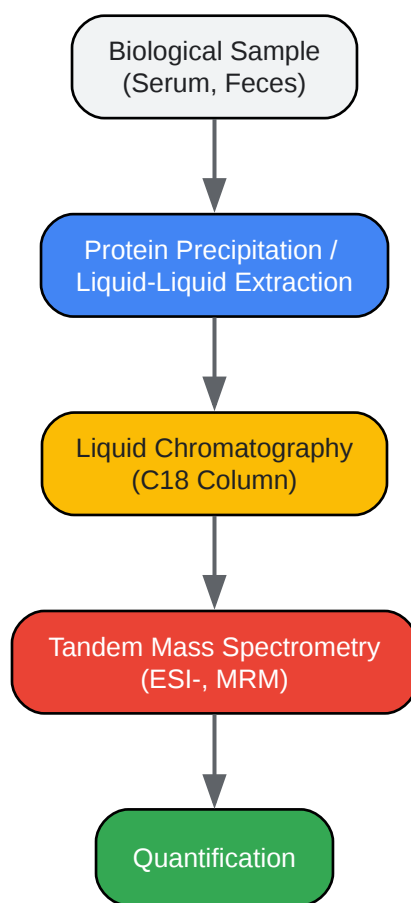 Biological Sample
(Serum, Feces)
Protein Precipitation /
Liquid-Liquid Extraction
Liquid Chromatography
(C18 Column)
Tandem Mass Spectrometry
(ESI-, MRM)
Quantification